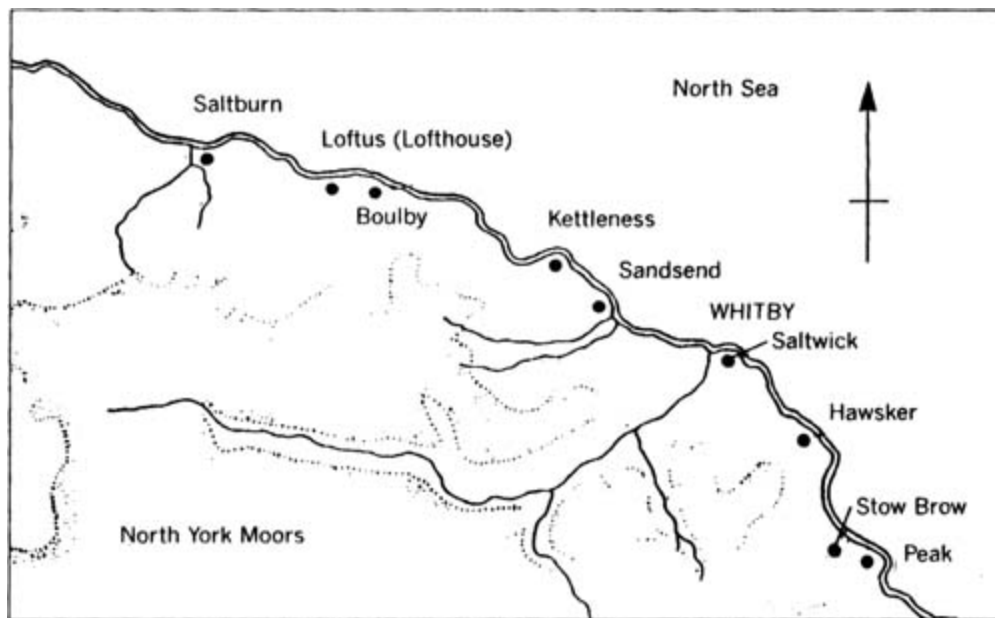 North Sea
Saltburn
Loftus (Lofthouse)
Boulby
Kettleness
Sandsend
WHITBY
Saltwick
Hawsker
Stow Brow
North York Moors
Peak